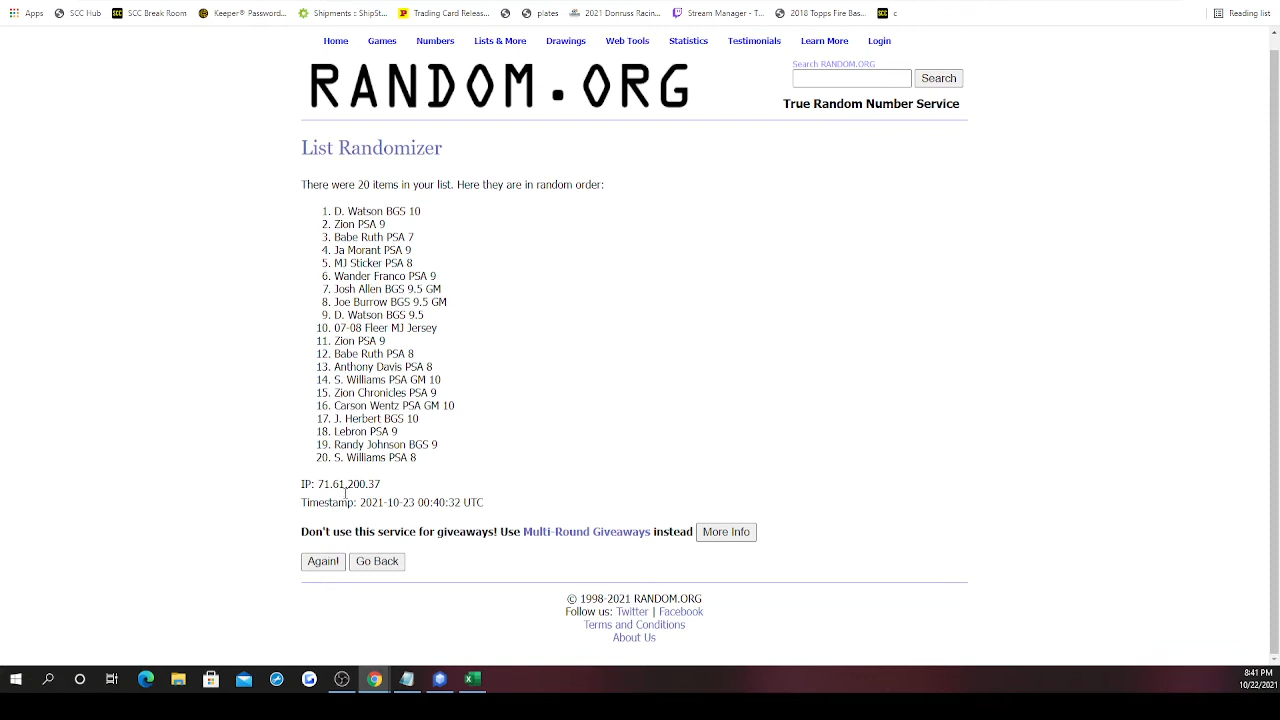 Apps SCC Hub SCC Break Room Keeper® Password... Shipments :: ShipSt... Trading Card Releas... plates 2021 Donruss Racin... Stream Manager - T... 2018 Topps Fire Bas... c Reading list
Home Games Numbers Lists & More Drawings Web Tools Statistics Testimonials Learn More Login
Search RANDOM.ORG
RANDOM.ORG
Search
True Random Number Service
List Randomizer
There were 20 items in your list. Here they are in random order:
1. D. Watson BGS 10
2. Zion PSA 9
3. Babe Ruth PSA 7
4. Ja Morant PSA 9
5. MJ Sticker PSA 8
6. Wander Franco PSA 9
7. Josh Allen BGS 9.5 GM
8. Joe Burrow BGS 9.5 GM
9. D. Watson BGS 9.5
10. 07-08 Fleer MJ Jersey
11. Zion PSA 9
12. Babe Ruth PSA 8
13. Anthony Davis PSA 8
14. S. Williams PSA GM 10
15. Zion Chronicles PSA 9
16. Carson Wentz PSA GM 10
17. J. Herbert BGS 10
18. Lebron PSA 9
19. Randy Johnson BGS 9
20. S. Williams PSA 8
IP: 71.61.200.37
Timestamp: 2021-10-23 00:40:32 UTC
Don't use this service for giveaways! Use Multi-Round Giveaways instead More Info
Again! Go Back
© 1998-2021 RANDOM.ORG
Follow us: Twitter | Facebook
Terms and Conditions
About Us
8:41 PM
10/22/2021